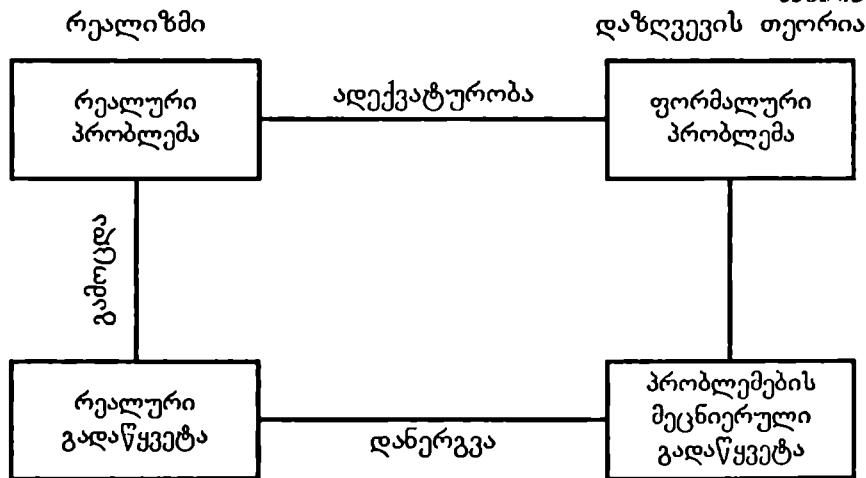 რეალიზმი
დაზღვევის თეორია
რეალური
პრობლემა
ადექვატურობა
ფორმალური
პრობლემა
გამოცდა
რეალური
გადაწყვეტა
დანერგვა
პრობლემების
მეცნიერული
გადაწყვეტა